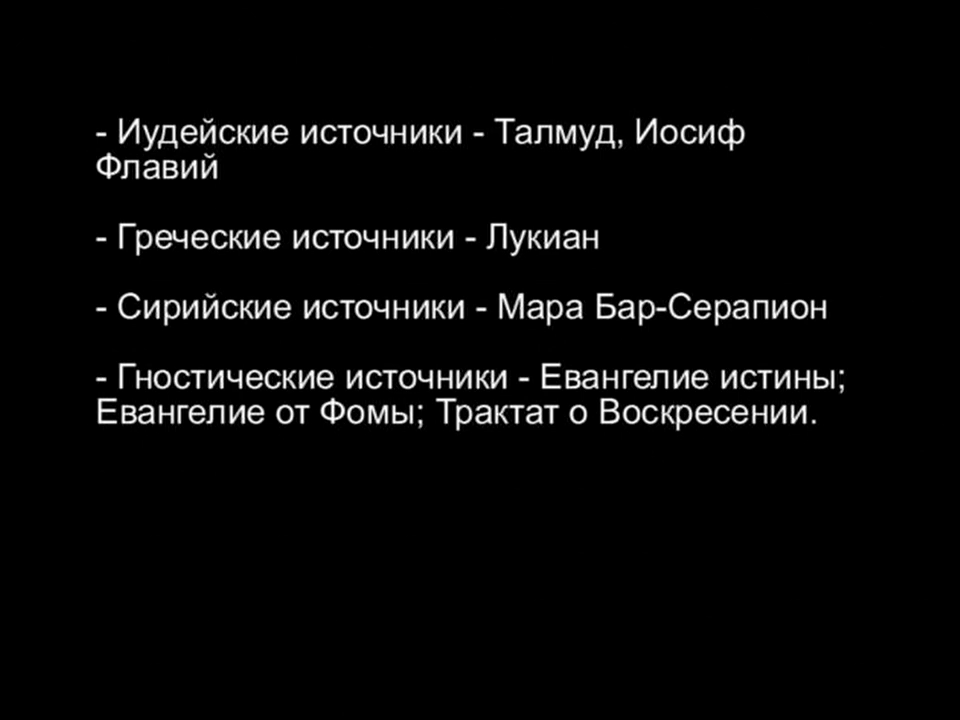 - Иудейские источники - Талмуд, Иосиф
Флавий
- Греческие источники - Лукиан
- Сирийские источники - Мара Бар-Серапион
- Гностические источники - Евангелие истины;
Евангелие от Фомы; Трактат о Воскресении.